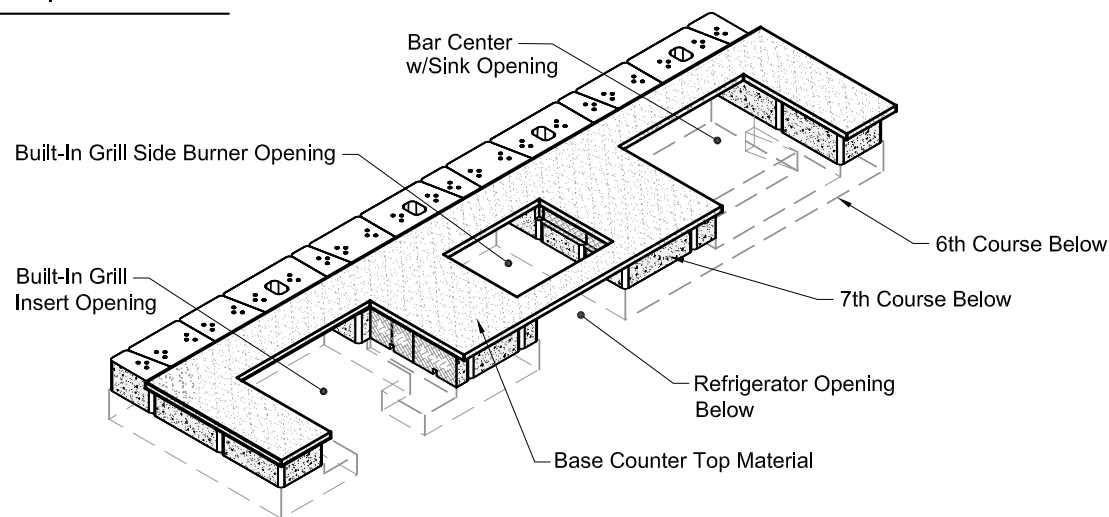 Bar Center
w/Sink Opening
Built-In Grill Side Burner Opening
Built-In Grill
Insert Opening
6th Course Below
7th Course Below
Refrigerator Opening
Below
Base Counter Top Material